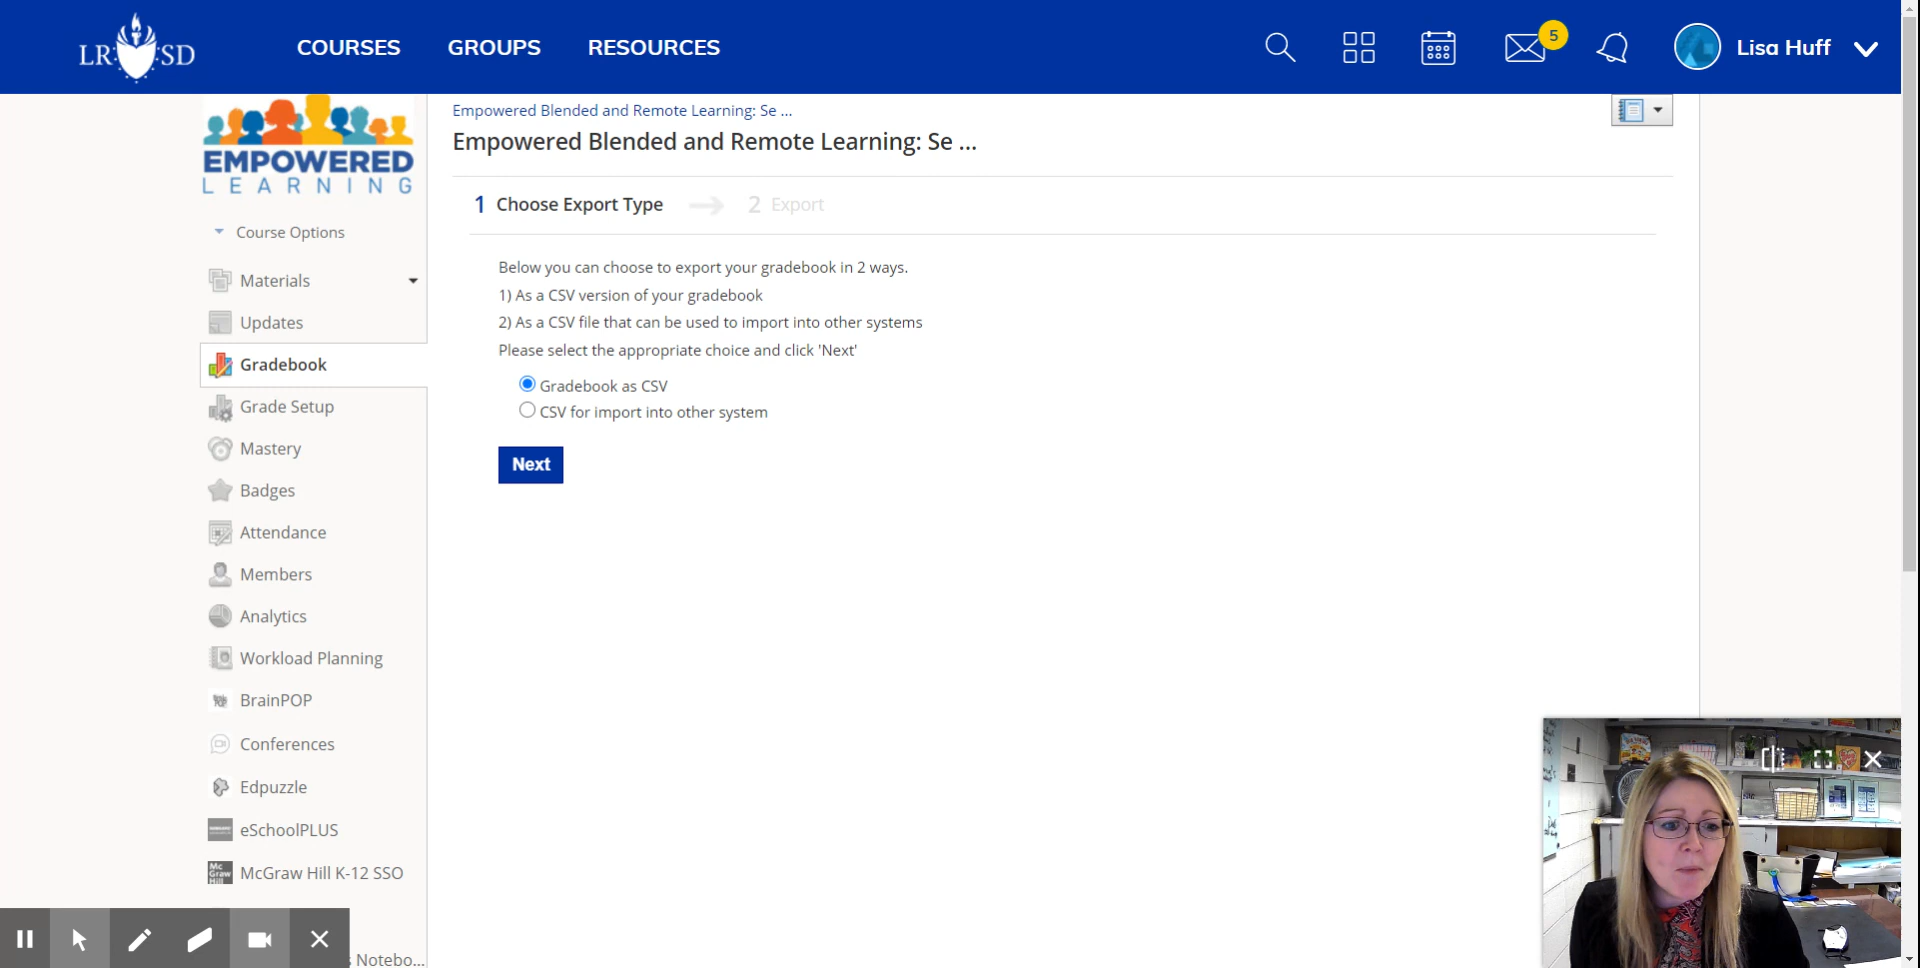 LR SD
COURSES
GROUPS
RESOURCES
5
Lisa Huff
EMPOWERED
LEARNING
Course Options
Materials
Updates
Gradebook
Grade Setup
Mastery
Badges
Attendance
Members
Analytics
Workload Planning
BrainPOP
Conferences
Edpuzzle
eSchoolPLUS
Mc
Graw
Hill
McGraw Hill K-12 SSO
Notebo...
Empowered Blended and Remote Learning: Se ...
Empowered Blended and Remote Learning: Se ...
1 Choose Export Type
2 Export
Below you can choose to export your gradebook in 2 ways.
1) As a CSV version of your gradebook
2) As a CSV file that can be used to import into other systems
Please select the appropriate choice and click 'Next'
Gradebook as CSV
CSV for import into other system
Next